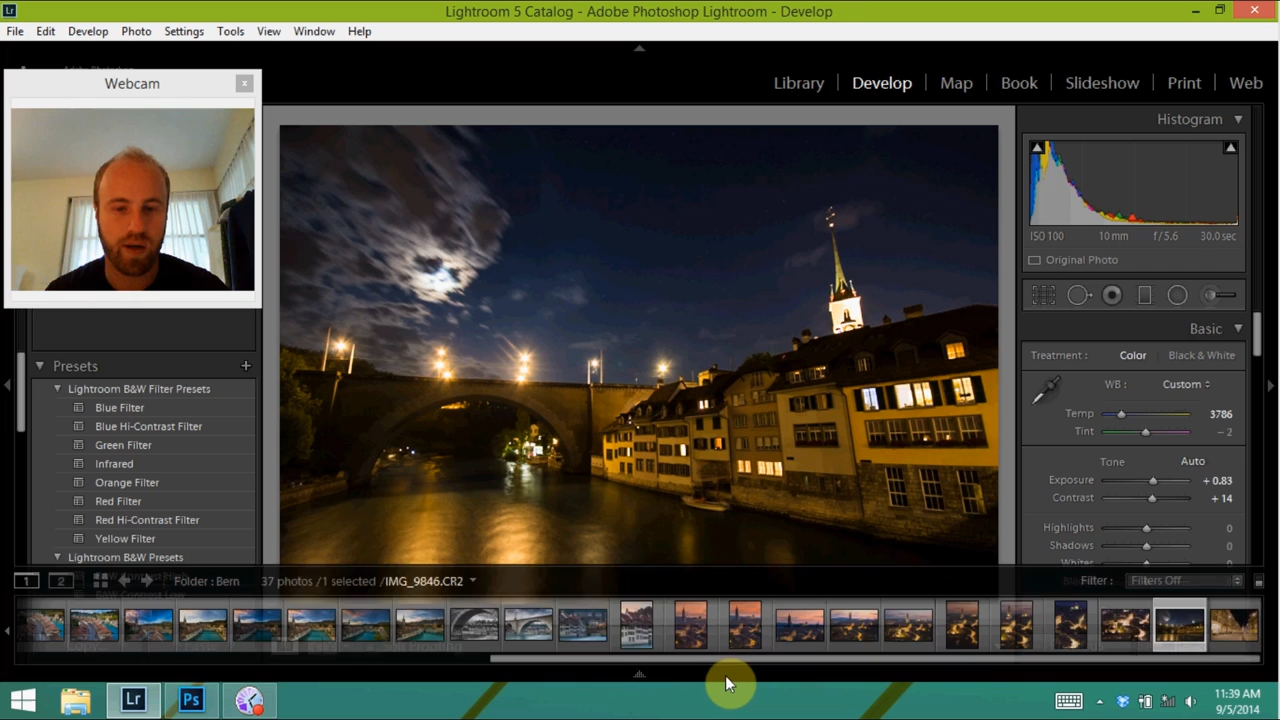 Lr Lightroom 5 Catalog - Adobe Photoshop Lightroom - Develop
File Edit Develop Photo Settings Tools View Window Help
Webcam x
Library Develop Map Book Slideshow Print Web
Histogram
ISO 100 10 mm f / 5.6 30.0 sec
Original Photo
Basic
Treatment : Color Black & White
WB : Custom
Temp 3786
Tint – 2
Tone Auto
Exposure + 0.83
Contrast + 14
Highlights 0
Shadows 0
Whites
Presets +
Lightroom B&W Filter Presets
Blue Filter
Blue Hi-Contrast Filter
Green Filter
Infrared
Orange Filter
Red Filter
Red Hi-Contrast Filter
Yellow Filter
Lightroom B&W Presets
1 2 Folder : Bern 37 photos / 1 selected / IMG_9846.CR2 Filter : Filters Off
Lr Ps 11:39 AM
9/5/2014